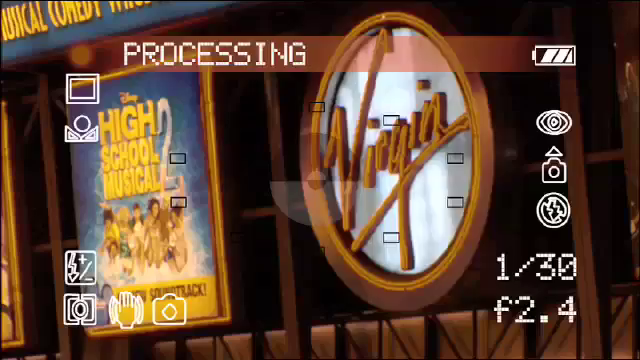 MUSICAL COMEDY
PROCESSING
Disney
HIGH
SCHOOL
MUSICAL 2
Virgin
SOUNDTRACK!
1/30
f2.4